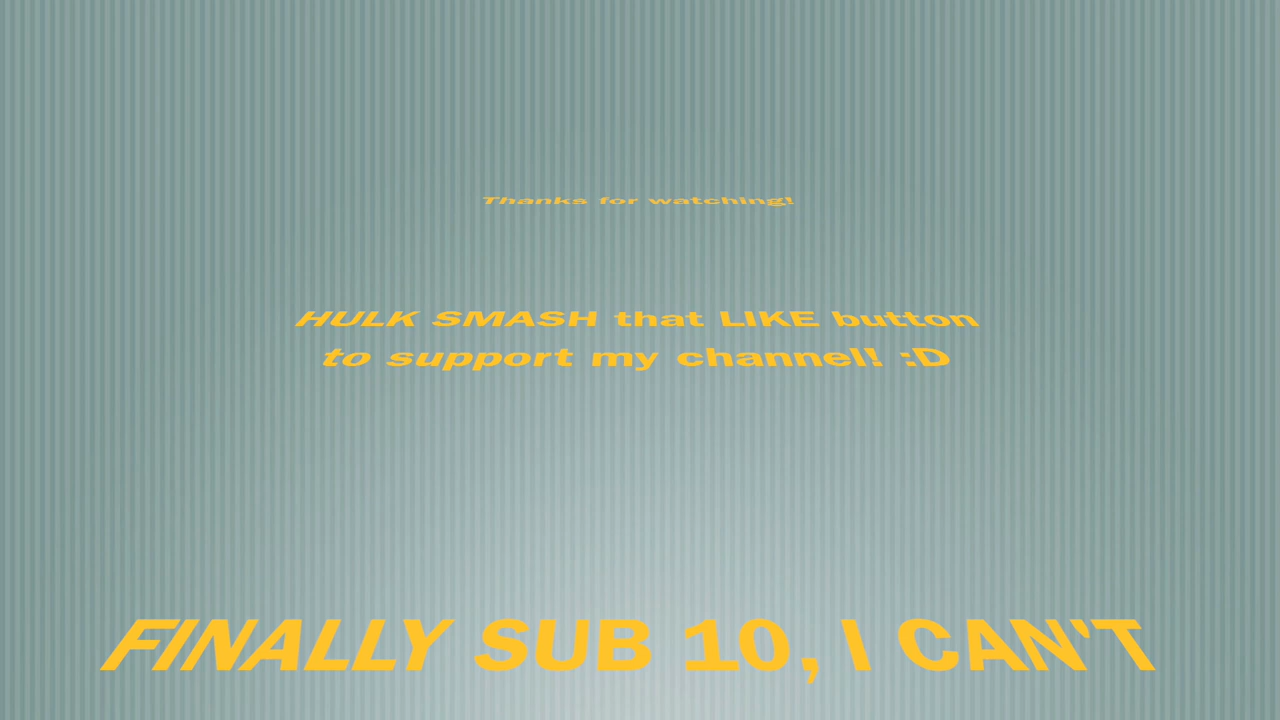 Thanks for watching!
HULK SMASH that LIKE button
to support my channel! :D
FINALLY SUB 10, I CAN'T